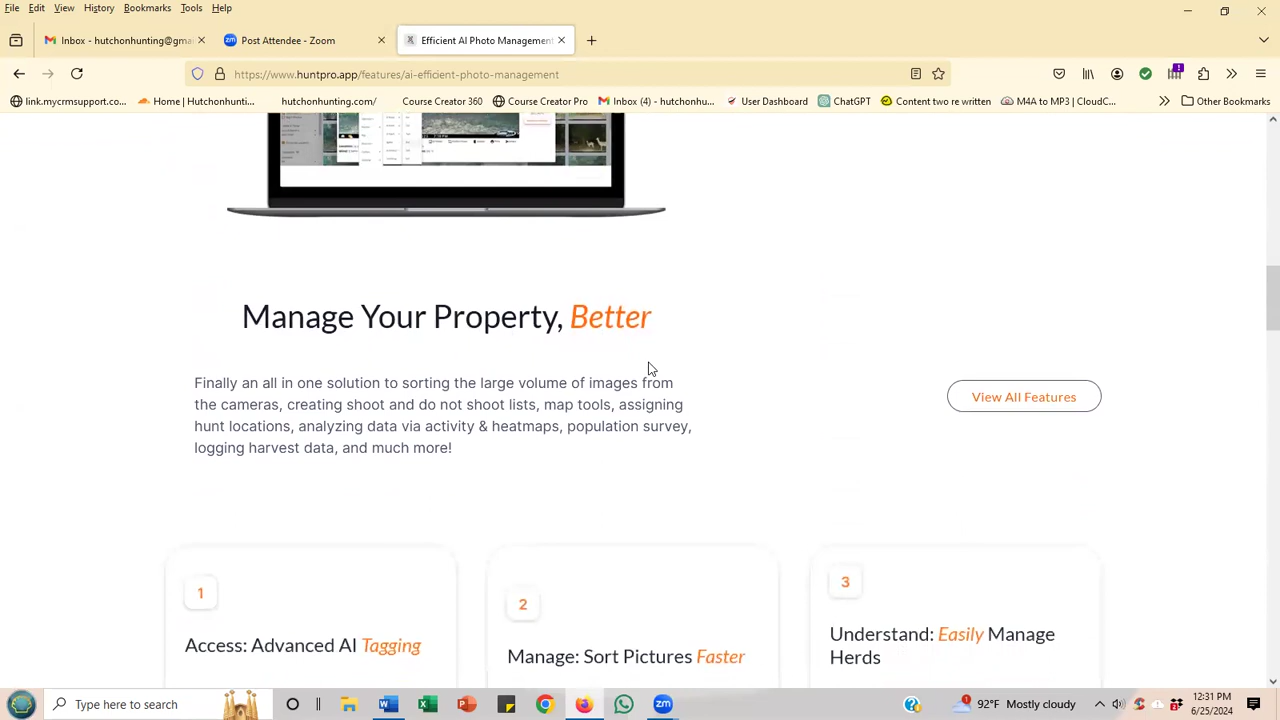 File Edit View History Bookmarks Tools Help
Inbox - hutchonhunting@gma
Post Attendee - Zoom
Efficient AI Photo Management
https://www.huntpro.app/features/ai-efficient-photo-management
link.mycrmsupport.co...
Home | Hutchonhunti...
hutchonhunting.com/
Course Creator 360
Course Creator Pro
Inbox (4) - hutchonhu...
User Dashboard
ChatGPT
Content two re written
M4A to MP3 | CloudC...
Other Bookmarks
Manage Your Property, Better
Finally an all in one solution to sorting the large volume of images from
the cameras, creating shoot and do not shoot lists, map tools, assigning
hunt locations, analyzing data via activity & heatmaps, population survey,
logging harvest data, and much more!
View All Features
1
Access: Advanced AI Tagging
2
Manage: Sort Pictures Faster
3
Understand: Easily Manage
Herds
Type here to search
92°F Mostly cloudy
12:31 PM
6/25/2024